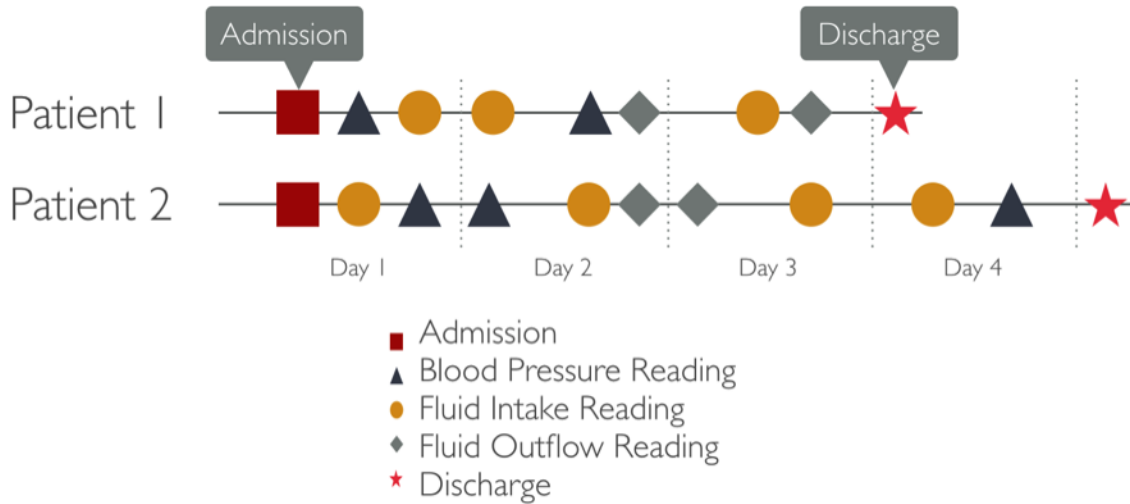 Admission
Discharge
Patient 1
Patient 2
Day 1
Day 2
Day 3
Day 4
Admission
Blood Pressure Reading
Fluid Intake Reading
Fluid Outflow Reading
Discharge